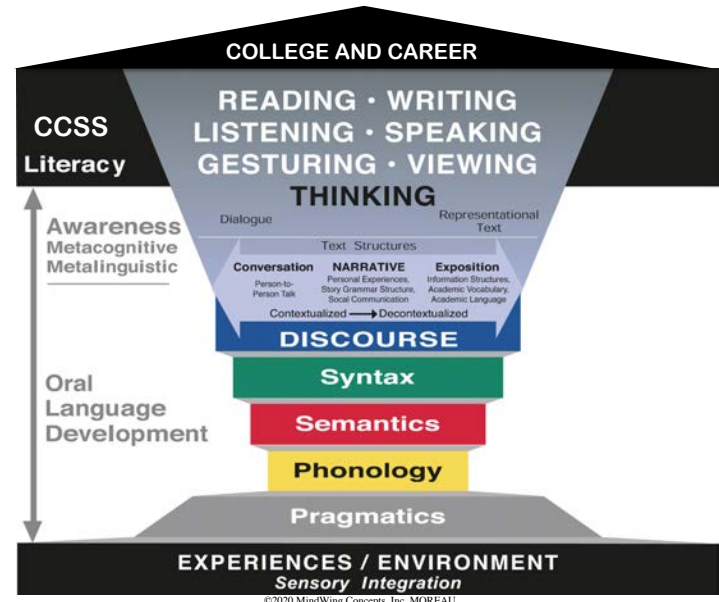 COLLEGE AND CAREER
CCSS
Literacy
READING • WRITING
LISTENING • SPEAKING
GESTURING • VIEWING
THINKING
Dialogue
Representational
Text
Awareness
Metacognitive
Metalinguistic
Text Structures
Conversation
Person-to-
Person Talk
NARRATIVE
Personal Experiences,
Story Grammar Structure,
Socal Communication
Exposition
Information Structures,
Academic Vocabulary,
Academic Language
Contextualized → Decontextualized
DISCOURSE
Oral
Language
Development
Syntax
Semantics
Phonology
Pragmatics
EXPERIENCES / ENVIRONMENT
Sensory Integration
©2020 MindWing Concepts, Inc. MOREAU